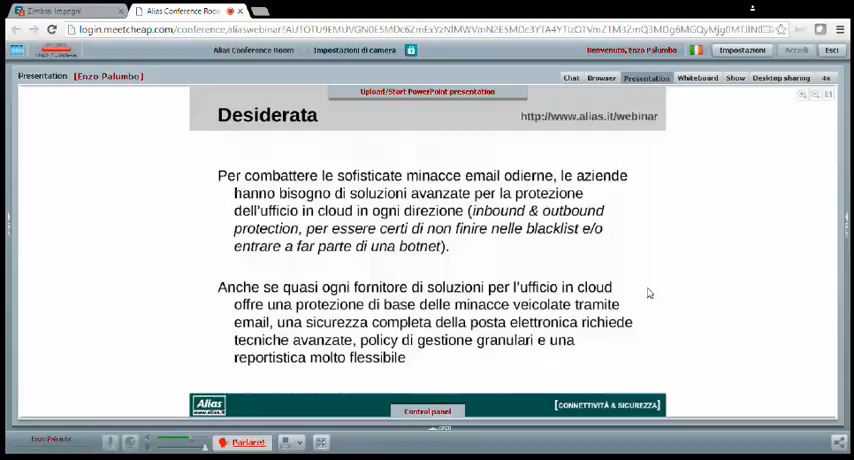 Zimbra: Impegni
Alias Conference Room
Alias Conference Room
Impostazioni di camera
Benvenuto, Enzo Palumbo
Impostazioni
Accedi
Esci
Presentation
[Enzo Palumbo]
Chat
Browser
Presentation
Whiteboard
Show
Desktop sharing
4x
Upload/Start PowerPoint presentation
Desiderata
http://www.alias.it/webinar
Per combattere le sofisticate minacce email odierne, le aziende
hanno bisogno di soluzioni avanzate per la protezione
dell'ufficio in cloud in ogni direzione (inbound & outbound
protection, per essere certi di non finire nelle blacklist e/o
entrare a far parte di una botnet).
Anche se quasi ogni fornitore di soluzioni per l'ufficio in cloud
offre una protezione di base delle minacce veicolate tramite
email, una sicurezza completa della posta elettronica richiede
tecniche avanzate, policy di gestione granulari e una
reportistica molto flessibile
Alias
www.alias.it
Control panel
[CONNETTIVITÀ & SICUREZZA]
Enzo Palumbo
Parlare!